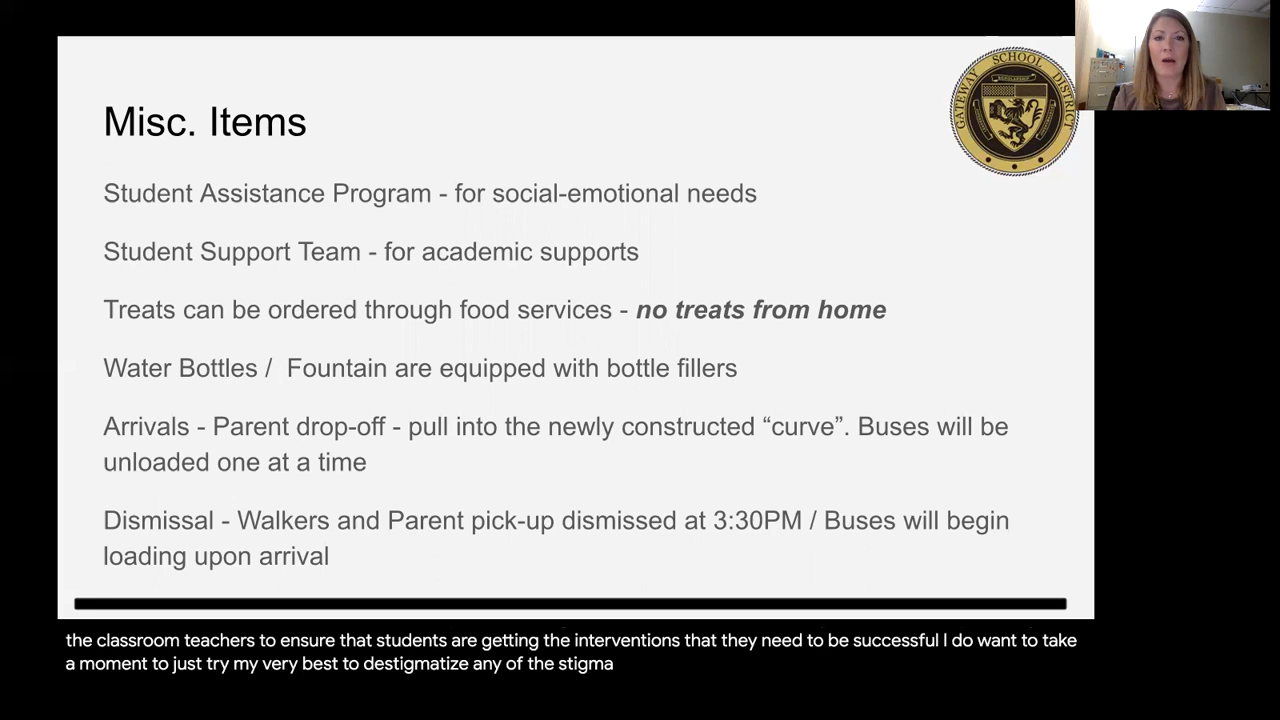 Misc. Items
GATEWAY SCHOOL DISTRICT
SCHOLARSHIP
Student Assistance Program - for social-emotional needs
Student Support Team - for academic supports
Treats can be ordered through food services - no treats from home
Water Bottles /  Fountain are equipped with bottle fillers
Arrivals - Parent drop-off - pull into the newly constructed “curve”. Buses will be
unloaded one at a time
Dismissal - Walkers and Parent pick-up dismissed at 3:30PM / Buses will begin
loading upon arrival
the classroom teachers to ensure that students are getting the interventions that they need to be successful I do want to take
a moment to just try my very best to destigmatize any of the stigma